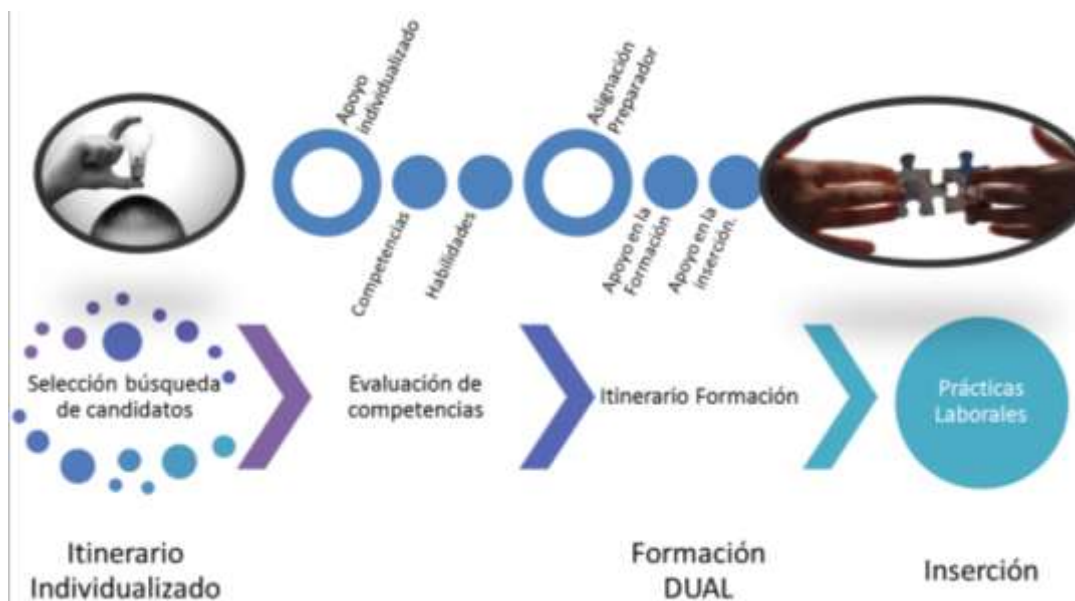 Apoyo
individualizado
Competencias
Habilidades
Asignación
Preparador
Apoyo en la
Formación
Apoyo en la
inserción.
Selección búsqueda
de candidatos
Evaluación de
competencias
Itinerario Formación
Prácticas
Laborales
Itinerario
Individualizado
Formación
DUAL
Inserción